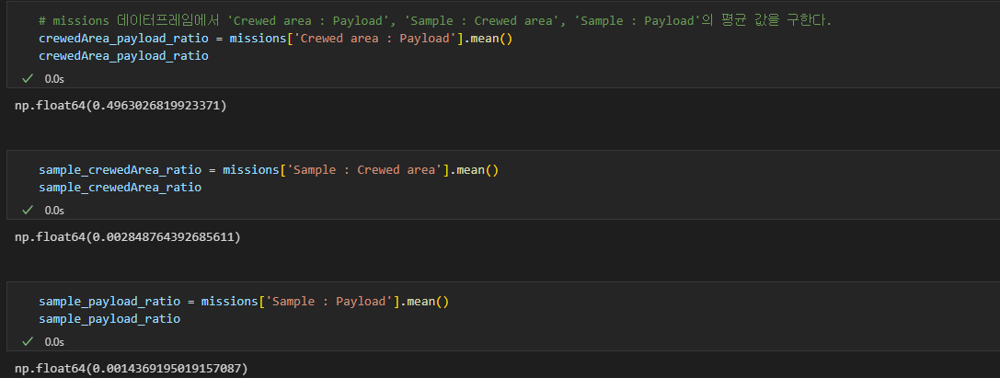 # missions 데이터프레임에서 'Crewed area : Payload', 'Sample : Crewed area', 'Sample : Payload'의 평균 값을 구한다.
crewedArea_payload_ratio = missions['Crewed area : Payload'].mean()
crewedArea_payload_ratio
0.0s
np.float64(0.4963026819923371)
sample_crewedArea_ratio = missions['Sample : Crewed area'].mean()
sample_crewedArea_ratio
0.0s
np.float64(0.002848764392685611)
sample_payload_ratio = missions['Sample : Payload'].mean()
sample_payload_ratio
0.0s
np.float64(0.0014369195019157087)